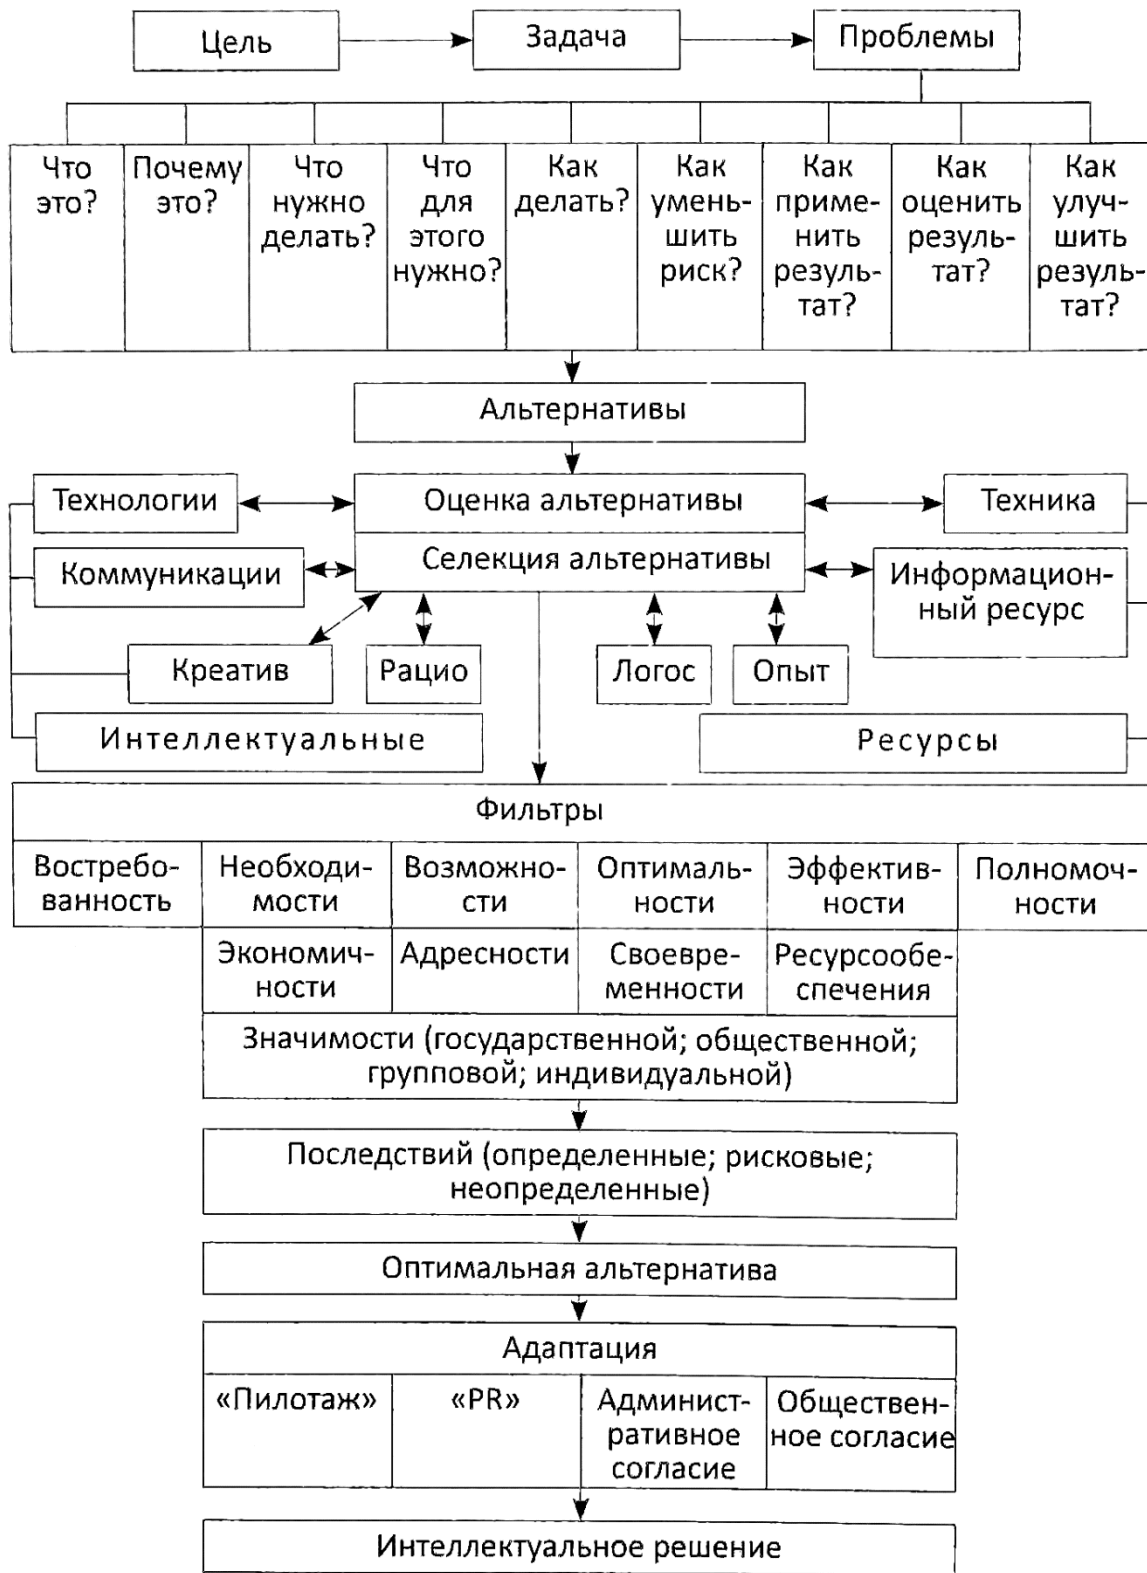 Цель
Задача
Проблемы
Что
это?
Почему
это?
Что
нужно
делать?
Что
для
этого
нужно?
Как
делать?
Как
умень-
шить
риск?
Как
приме-
нить
резуль-
тат?
Как
оценить
резуль-
тат?
Как
улуч-
шить
резуль-
тат?
Альтернативы
Технологии
Оценка альтернативы
Техника
Коммуникации
Селекция альтернативы
Информацион-
ный ресурс
Креатив
Рацио
Логос
Опыт
Интеллектуальные
Ресурсы
Фильтры
Востребо-
ванность
Необходи-
мости
Возможно-
сти
Оптималь-
ности
Эффектив-
ности
Полномоч-
ности
Экономич-
ности
Адресности
Своевре-
менности
Ресурсообе-
спечения
Значимости (государственной; общественной;
групповой; индивидуальной)
Последствий (определенные; рисковые;
неопределенные)
Оптимальная альтернатива
Адаптация
«Пилотаж»
«PR»
Админист-
ративное
согласие
Обществен-
ное согласие
Интеллектуальное решение